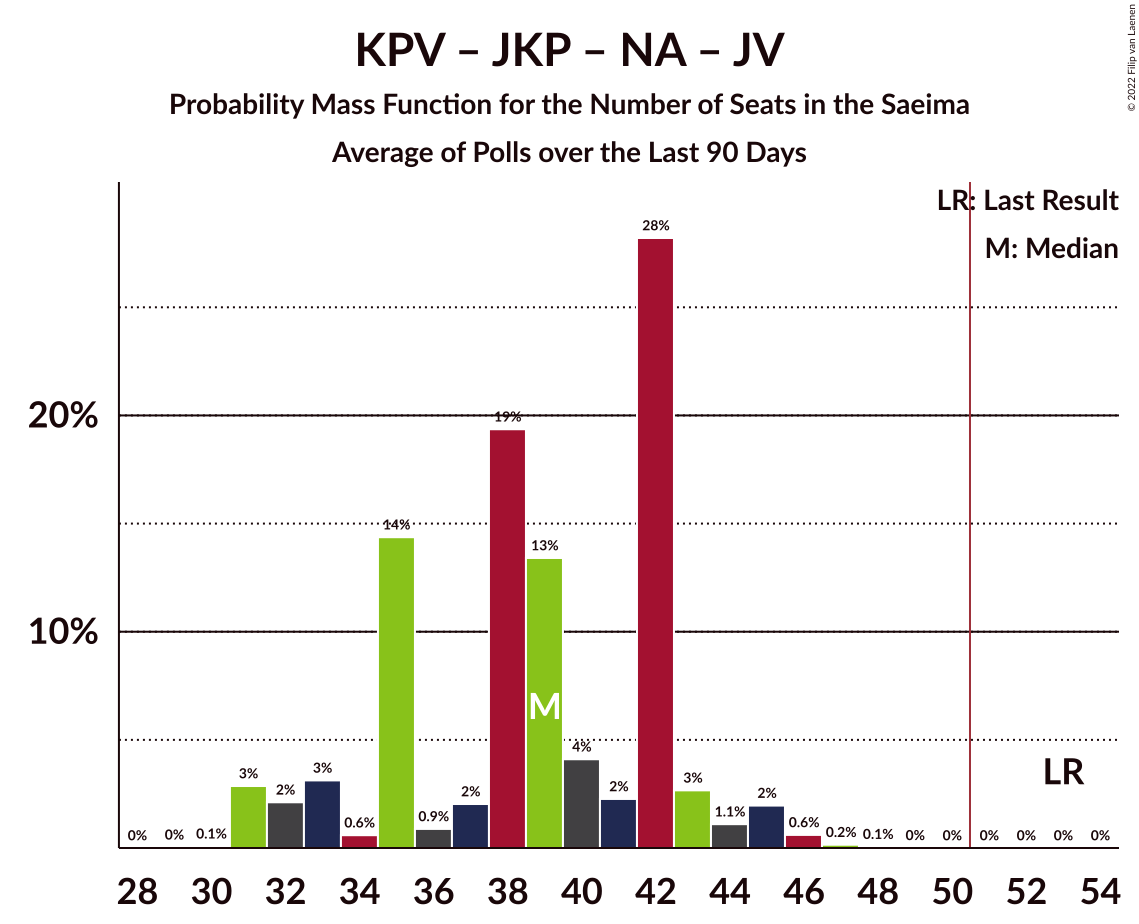 KPV – JKP – NA – JV
Probability Mass Function for the Number of Seats in the Saeima
Average of Polls over the Last 90 Days
© 2022 Filip van Laenen
LR: Last Result
M: Median
20%
10%
0% 0% 0.1% 3% 2% 3% 0.6% 14% 0.9% 2% 19% 13% 4% 2% 28% 3% 1.1% 2% 0.6% 0.2% 0.1% 0% 0% 0% 0% 0% 0%
M
LR
28 30 32 34 36 38 40 42 44 46 48 50 52 54